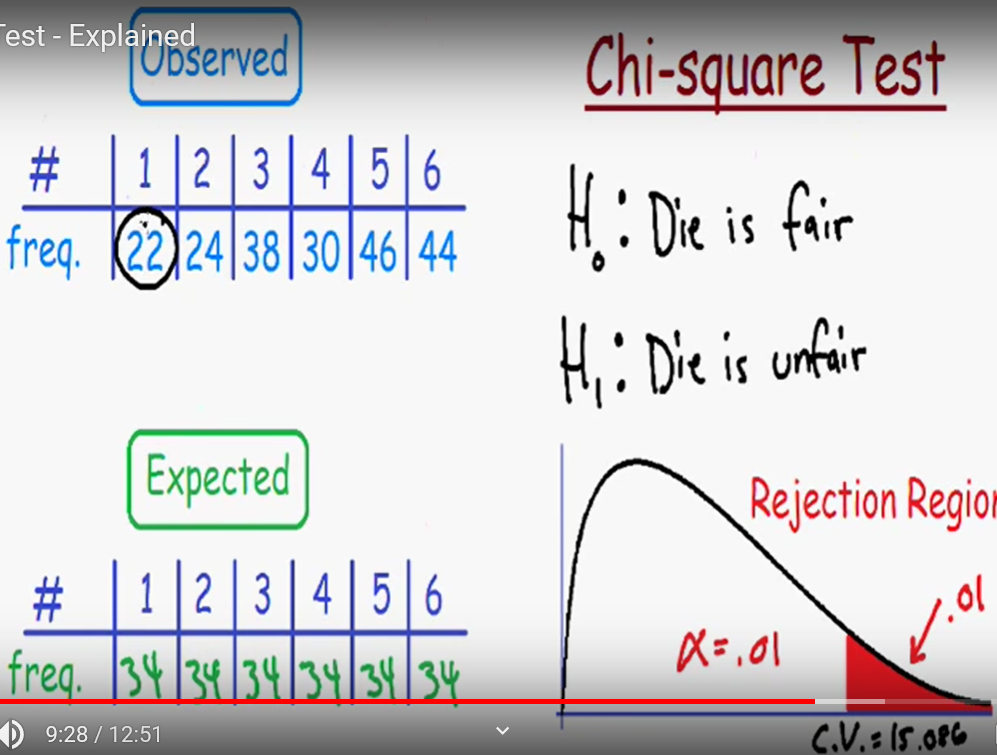 Test - Explained
Observed
# 1 2 3 4 5 6
freq. 22 24 38 30 46 44
Expected
# 1 2 3 4 5 6
freq. 34 34 34 34 34 34
9:28 / 12:51
Chi-square Test
H₀: Die is fair
H₁: Die is unfair
Rejection Region
.01
α = .01
C.V. = 15.086